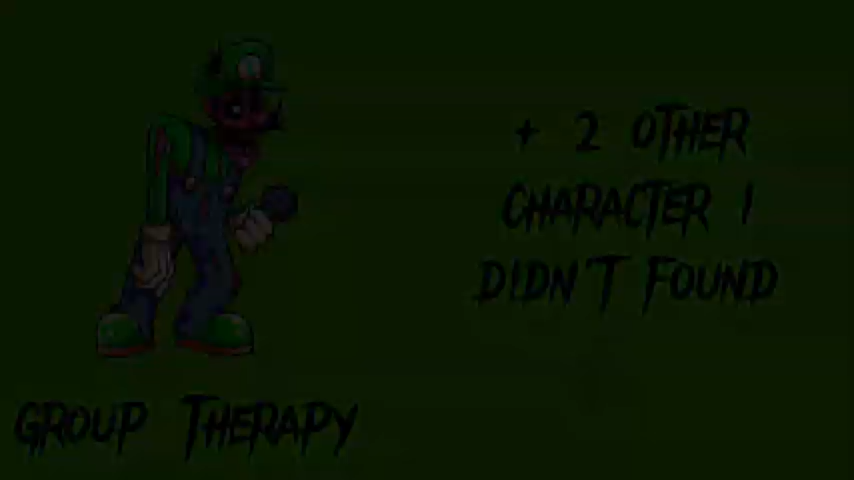 + 2 OTHER
CHARACTER I
DIDN'T FOUND
GROUP THERAPY